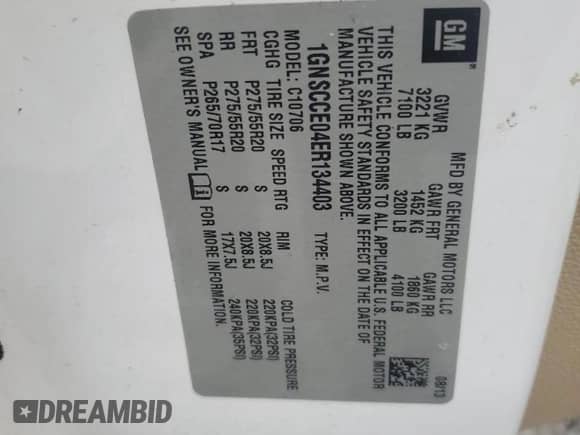 GM
MFD BY GENERAL MOTORS LLC 08/13
GVWR GAWR FRT GAWR RR
3221 KG 1452 KG 1860 KG
7100 LB 3200 LB 4100 LB
THIS VEHICLE CONFORMS TO ALL APPLICABLE U.S. FEDERAL MOTOR
VEHICLE SAFETY STANDARDS IN EFFECT ON THE DATE OF
MANUFACTURE SHOWN ABOVE.
1GNSCCE04ER134403 TYPE: M.P.V.
MODEL: C10706
CGHG TIRE SIZE SPEED RTG RIM COLD TIRE PRESSURE
FRT P275/55R20 S 20X8.5J 220KPA(32PSI)
RR P275/55R20 S 20X8.5J 220KPA(32PSI)
SPA P265/70R17 S 17X7.5J 240KPA(35PSI)
SEE OWNER'S MANUAL i FOR MORE INFORMATION.
DREAMBID